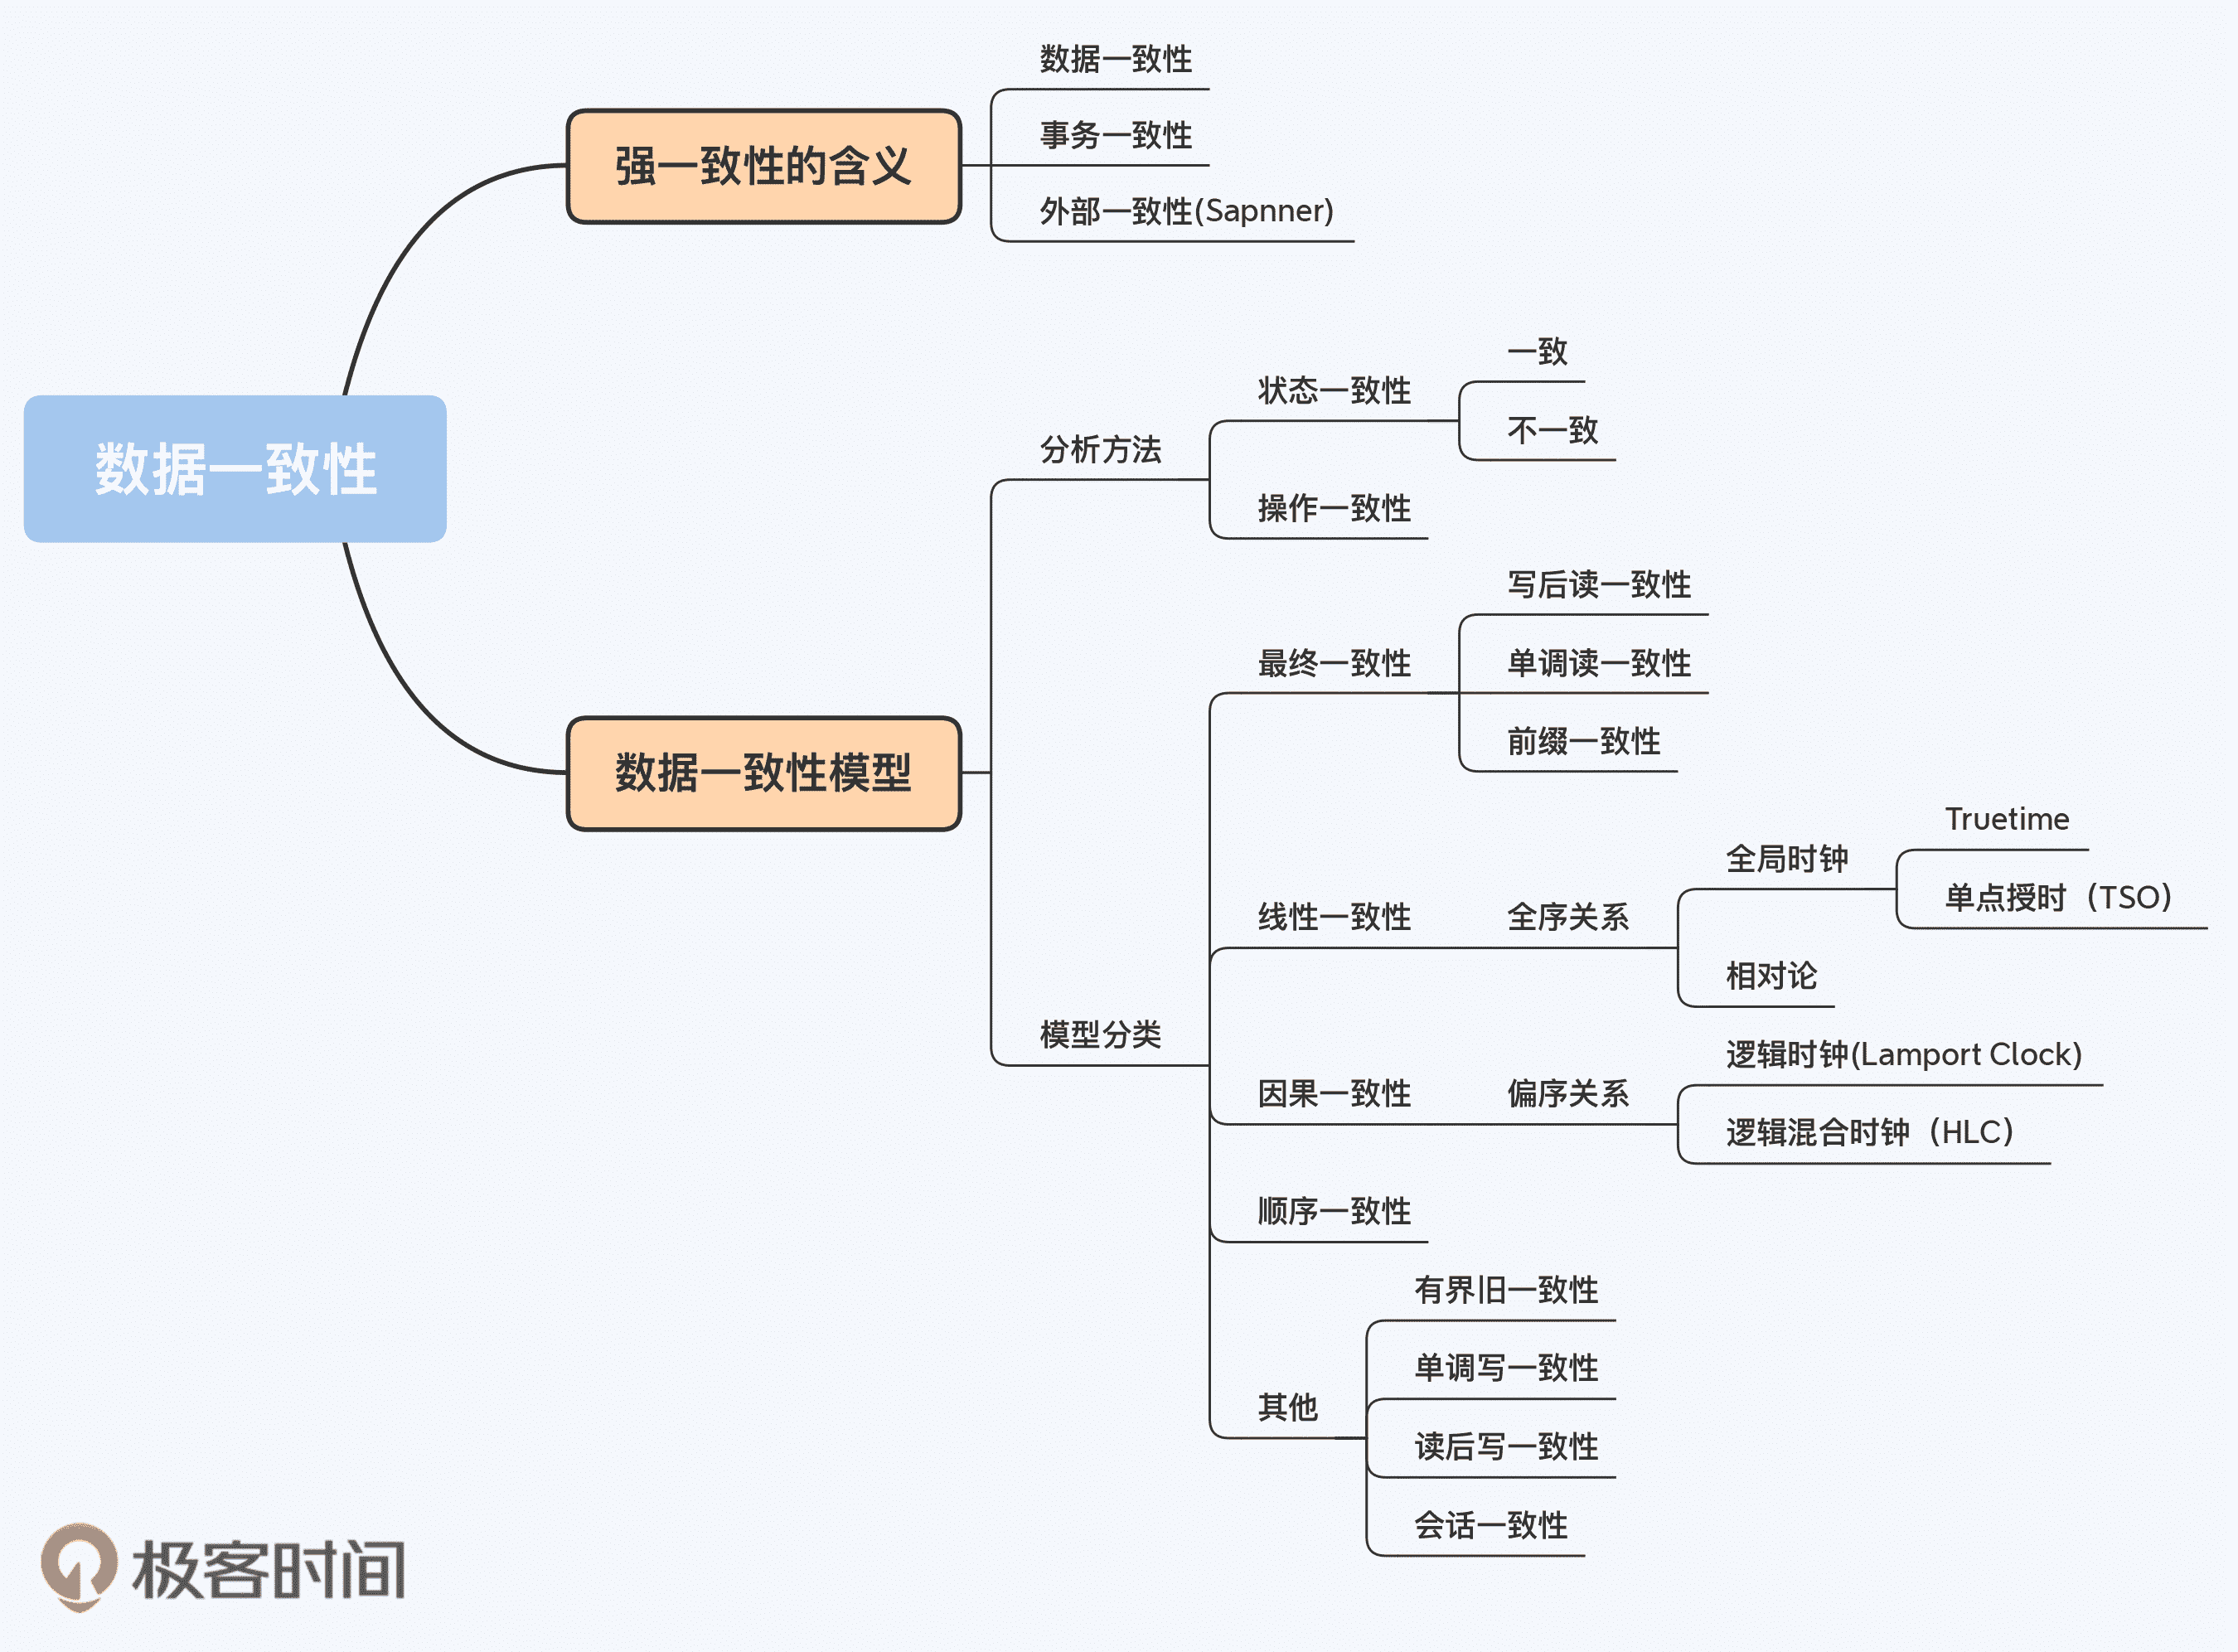 数据一致性
强一致性的含义
数据一致性
事务一致性
外部一致性(Sapnner)
数据一致性模型
分析方法
状态一致性
一致
不一致
操作一致性
模型分类
最终一致性
写后读一致性
单调读一致性
前缀一致性
线性一致性
全序关系
全局时钟
Truetime
单点授时（TSO）
相对论
因果一致性
偏序关系
逻辑时钟(Lamport Clock)
逻辑混合时钟（HLC）
顺序一致性
其他
有界旧一致性
单调写一致性
读后写一致性
会话一致性
极客时间